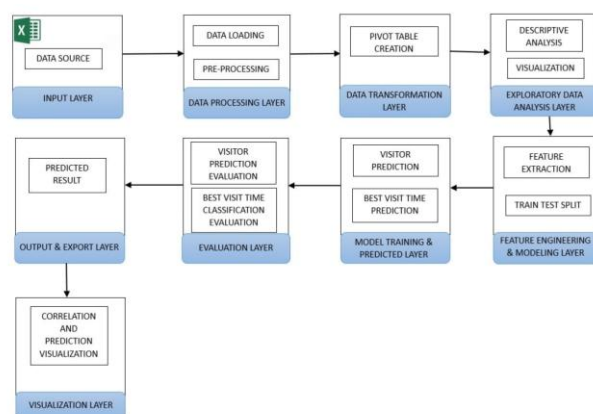 DATA SOURCE
INPUT LAYER
DATA LOADING
PRE-PROCESSING
DATA PROCESSING LAYER
PIVOT TABLE
CREATION
DATA TRANSFORMATION
LAYER
DESCRIPTIVE
ANALYSIS
VISUALIZATION
EXPLORATORY DATA
ANALYSIS LAYER
FEATURE
EXTRACTION
TRAIN TEST SPLIT
FEATURE ENGINEERING
& MODELING LAYER
VISITOR
PREDICTION
BEST VISIT TIME
PREDICTION
MODEL TRAINING &
PREDICTED LAYER
VISITOR
PREDICTION
EVALUATION
BEST VISIT TIME
CLASSIFICATION
EVALUATION
EVALUATION LAYER
PREDICTED
RESULT
OUTPUT & EXPORT LAYER
CORRELATION
AND
PREDICTION
VISUALIZATION
VISUALIZATION LAYER